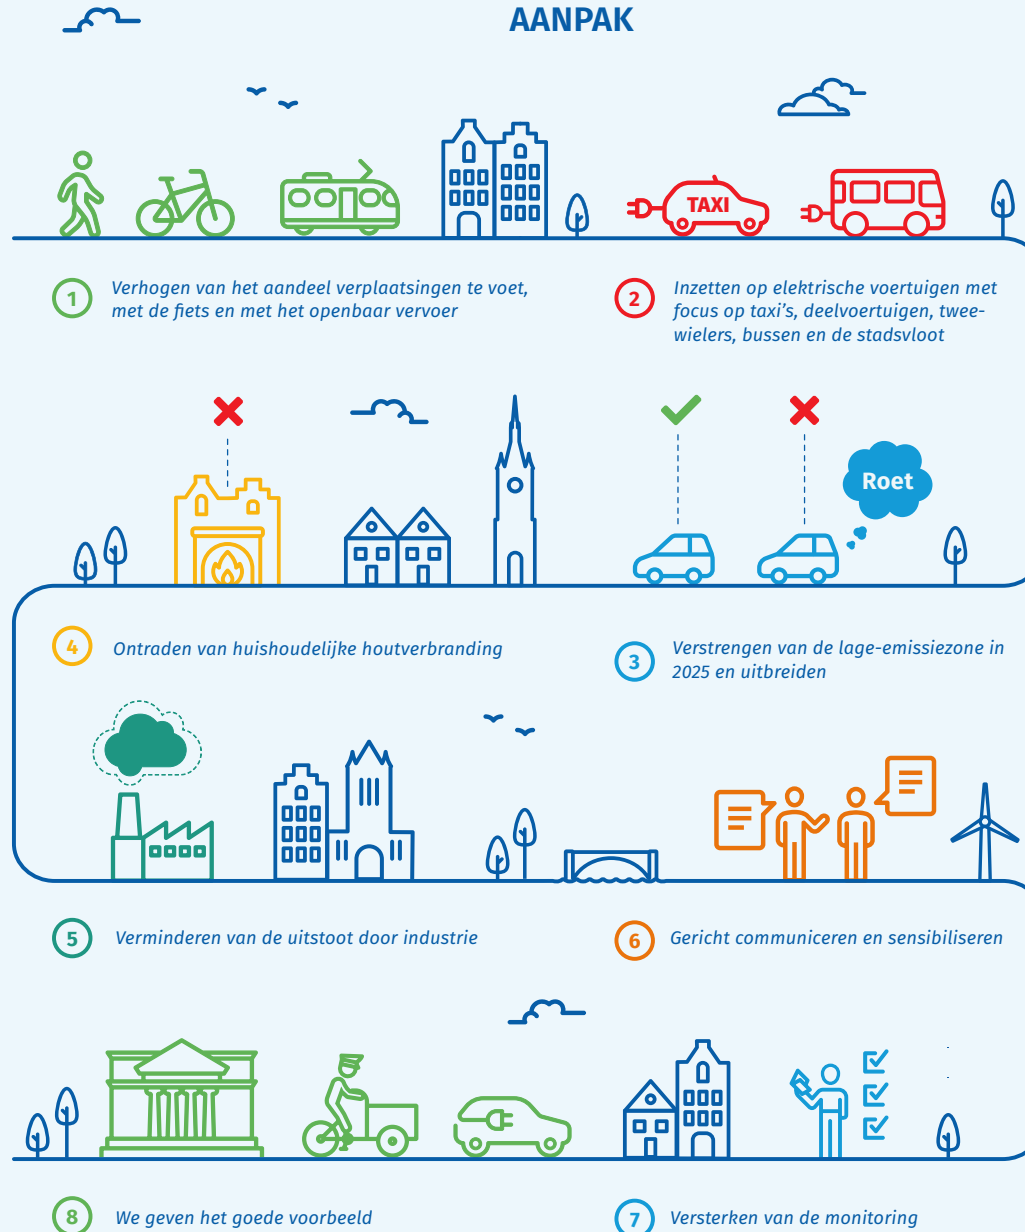 AANPAK
TAXI
1
Verhogen van het aandeel verplaatsingen te voet,
met de fiets en met het openbaar vervoer
2
Inzetten op elektrische voertuigen met
focus op taxi's, deelvoertuigen, twee-
wielers, bussen en de stadsvloot
Roet
4
Ontraden van huishoudelijke houtverbranding
3
Verstrengen van de lage-emissiezone in
2025 en uitbreiden
5
Verminderen van de uitstoot door industrie
6
Gericht communiceren en sensibiliseren
8
We geven het goede voorbeeld
7
Versterken van de monitoring